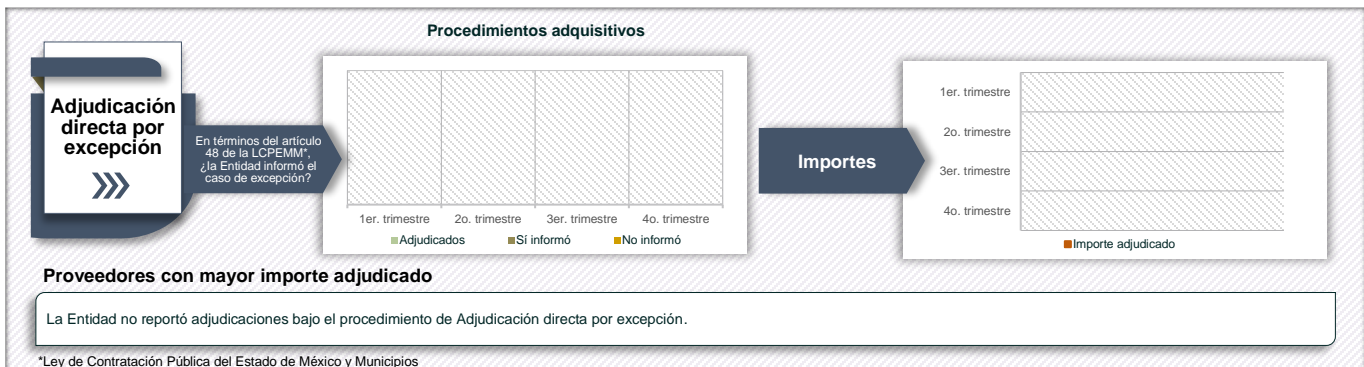 Procedimientos adquisitivos
Adjudicación
directa por
excepción
En términos del artículo
48 de la LCPEMM*,
¿la Entidad informó el
caso de excepción?
1er. trimestre 2o. trimestre 3er. trimestre 4o. trimestre
Adjudicados Sí informó No informó
Importes
1er. trimestre
2o. trimestre
3er. trimestre
4o. trimestre
Importe adjudicado
Proveedores con mayor importe adjudicado
La Entidad no reportó adjudicaciones bajo el procedimiento de Adjudicación directa por excepción.
*Ley de Contratación Pública del Estado de México y Municipios